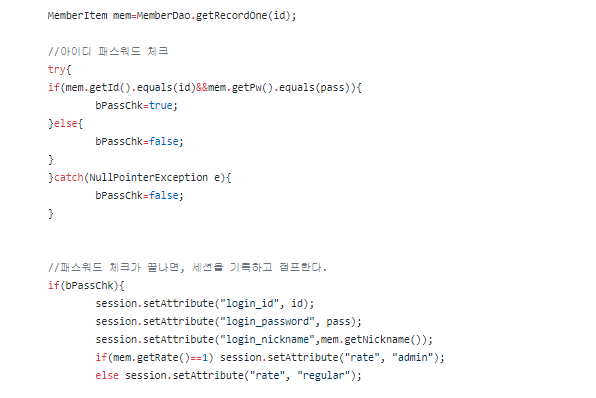 MemberItem mem=MemberDao.getRecordOne(id);
//아이디 패스워드 체크
try{
if(mem.getId().equals(id)&&mem.getPw().equals(pass)){
bPassChk=true;
}else{
bPassChk=false;
}
}catch(NullPointerException e){
bPassChk=false;
}
//패스워드 체크가 끝나면, 세션을 기록하고 점프한다.
if(bPassChk){
session.setAttribute("login_id", id);
session.setAttribute("login_password", pass);
session.setAttribute("login_nickname",mem.getNickname());
if(mem.getRate()==1) session.setAttribute("rate", "admin");
else session.setAttribute("rate", "regular");